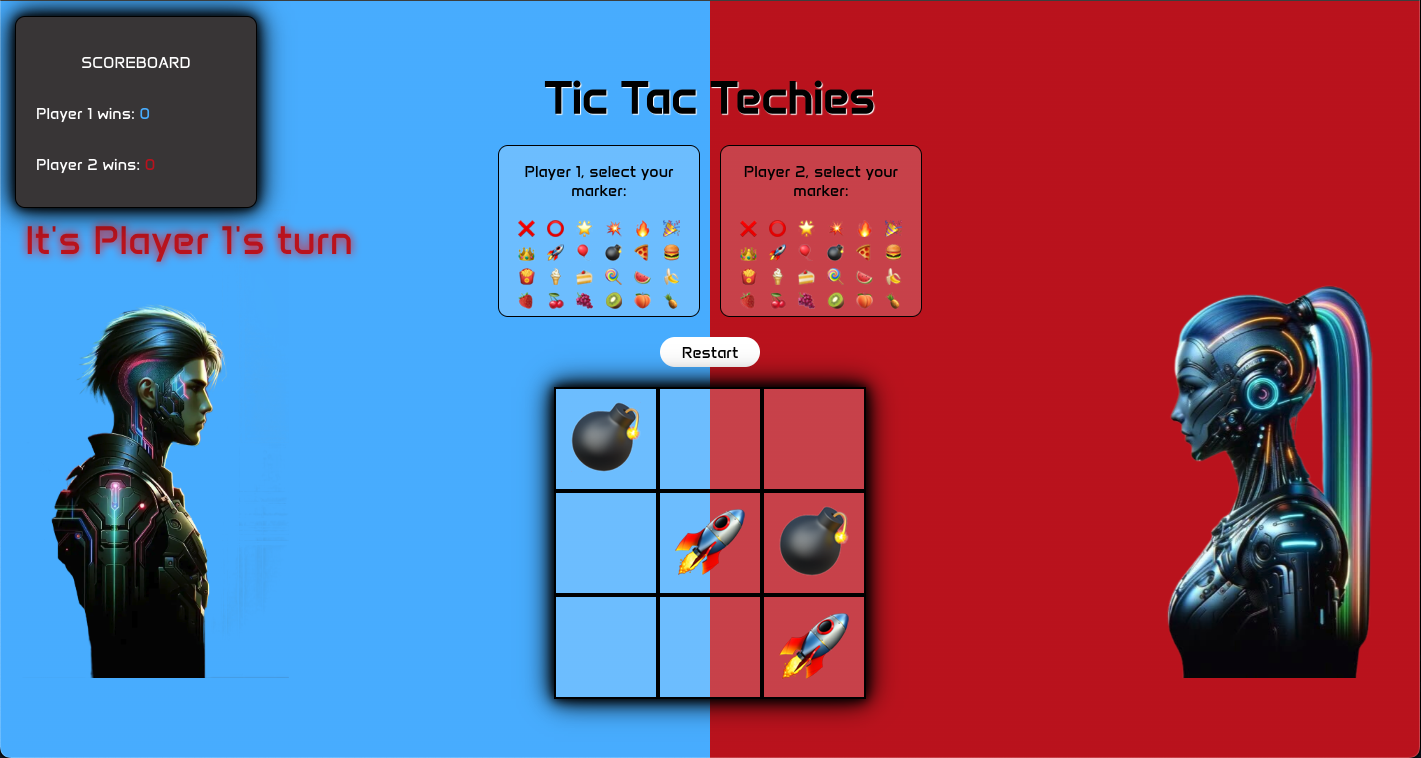 SCOREBOARD
Player 1 wins: 0
Player 2 wins: 0
It's Player 1's turn
Tic Tac Techies
Player 1, select your
marker:
Player 2, select your
marker:
Restart